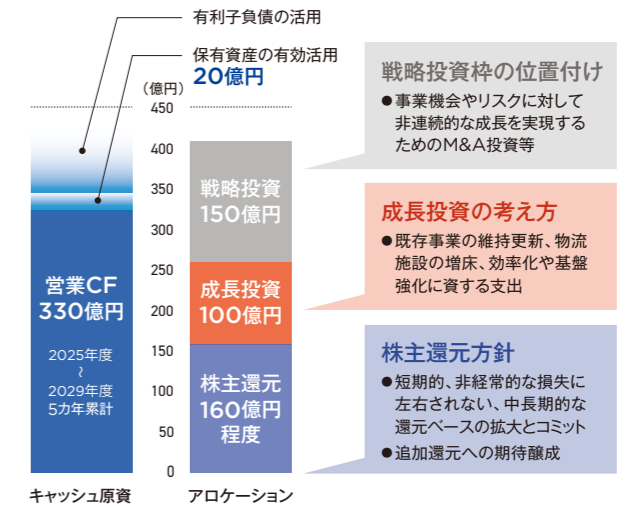 有利子負債の活用
保有資産の有効活用
20億円
（億円）
450
400
350
300
250
200
150
100
50
0
営業CF
330億円
2025年度
～
2029年度
5カ年累計
キャッシュ原資
戦略投資
150億円
成長投資
100億円
株主還元
160億円
程度
アロケーション
戦略投資枠の位置付け
●事業機会やリスクに対して
非連続的な成長を実現する
ためのM&A投資等
成長投資の考え方
●既存事業の維持更新、物流
施設の増床、効率化や基盤
強化に資する支出
株主還元方針
●短期的、非経常的な損失に
左右されない、中長期的な
還元ベースの拡大とコミット
●追加還元への期待醸成